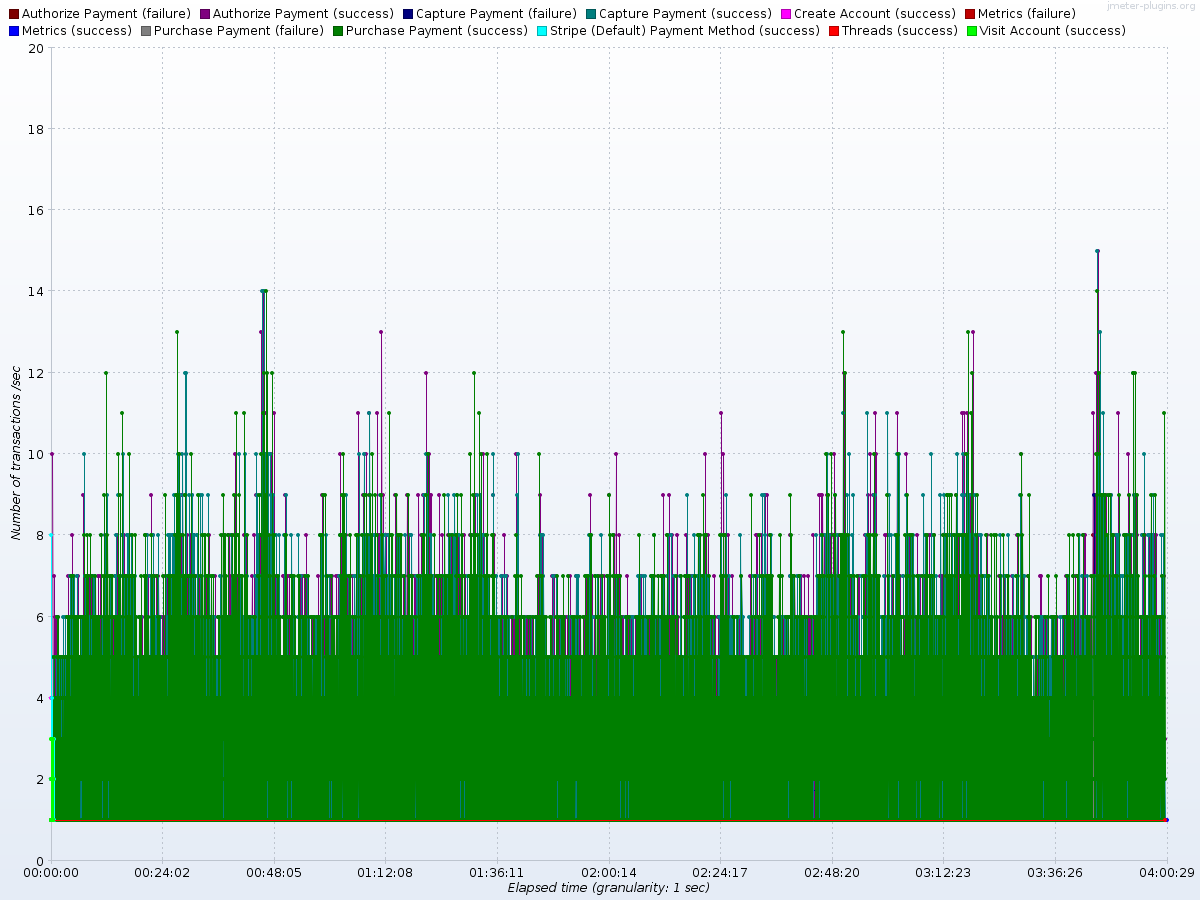 Authorize Payment (failure) Authorize Payment (success) Capture Payment (failure) Capture Payment (success) Create Account (success) Metrics (failure)
jmeter-plugins.org
Metrics (success) Purchase Payment (failure) Purchase Payment (success) Stripe (Default) Payment Method (success) Threads (success) Visit Account (success)
20
18
16
14
12
10
8
6
4
2
0
Number of transactions /sec
00:00:00 00:24:02 00:48:05 01:12:08 01:36:11 02:00:14 02:24:17 02:48:20 03:12:23 03:36:26 04:00:29
Elapsed time (granularity: 1 sec)